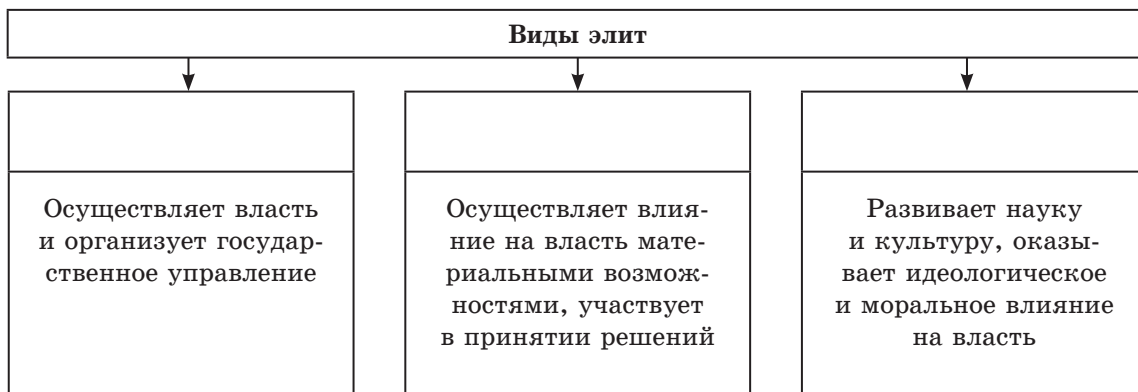 Виды элит
Осуществляет власть
и организует государ-
ственное управление
Осуществляет влия-
ние на власть мате-
риальными возмож-
ностями, участвует
в принятии решений
Развивает науку
и культуру, оказы-
вает идеологическое
и моральное влияние
на власть